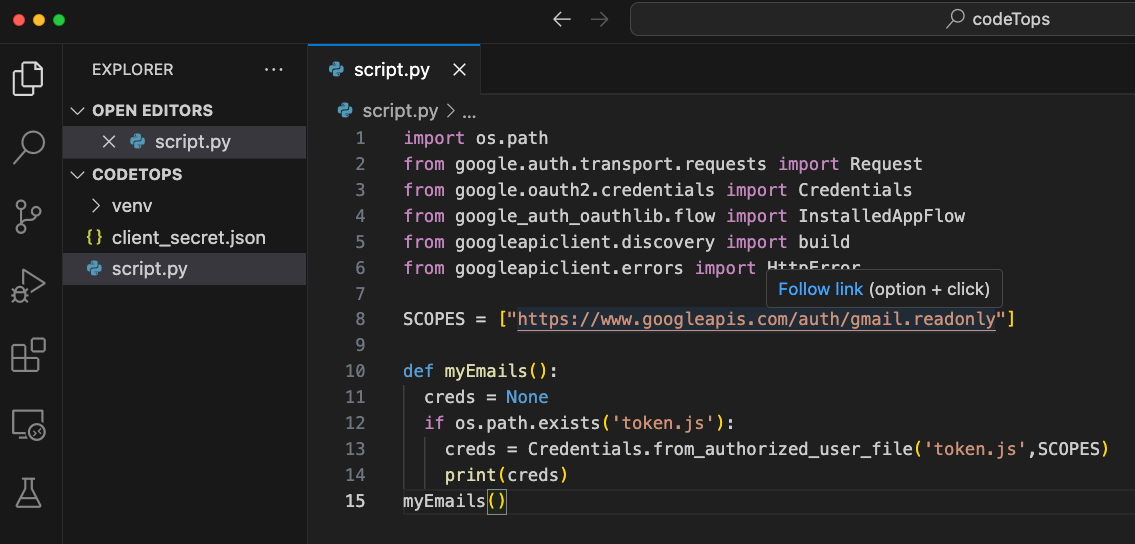 codeTops
EXPLORER ...
script.py
OPEN EDITORS
script.py
CODETOPS
venv
{} client_secret.json
script.py
script.py > ...
1 import os.path
2 from google.auth.transport.requests import Request
3 from google.oauth2.credentials import Credentials
4 from google_auth_oauthlib.flow import InstalledAppFlow
5 from googleapiclient.discovery import build
6 from googleapiclient.errors import HttpError
7
Follow link (option + click)
8 SCOPES = ["https://www.googleapis.com/auth/gmail.readonly"]
9
10 def myEmails():
11 creds = None
12 if os.path.exists('token.js'):
13 creds = Credentials.from_authorized_user_file('token.js',SCOPES)
14 print(creds)
15 myEmails()